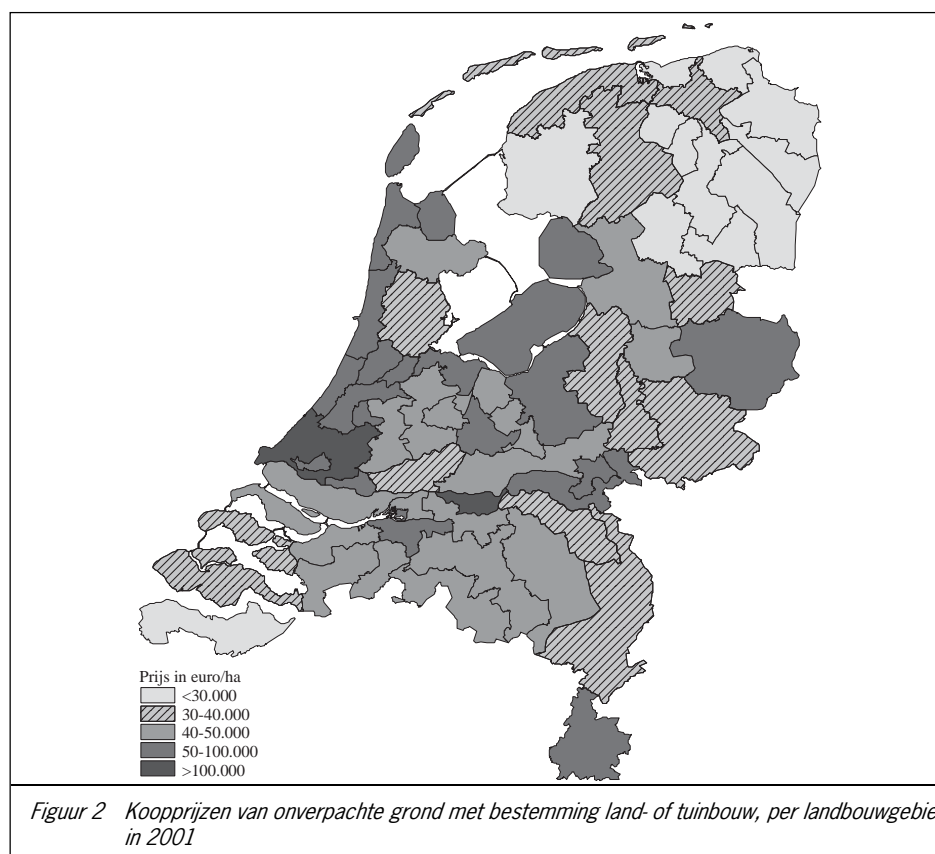 Prijs in euro/ha
<30.000
30-40.000
40-50.000
50-100.000
>100.000
Figuur 2 Koopprijzen van onverpachte grond met bestemming land- of tuinbouw, per landbouwgebie
in 2001